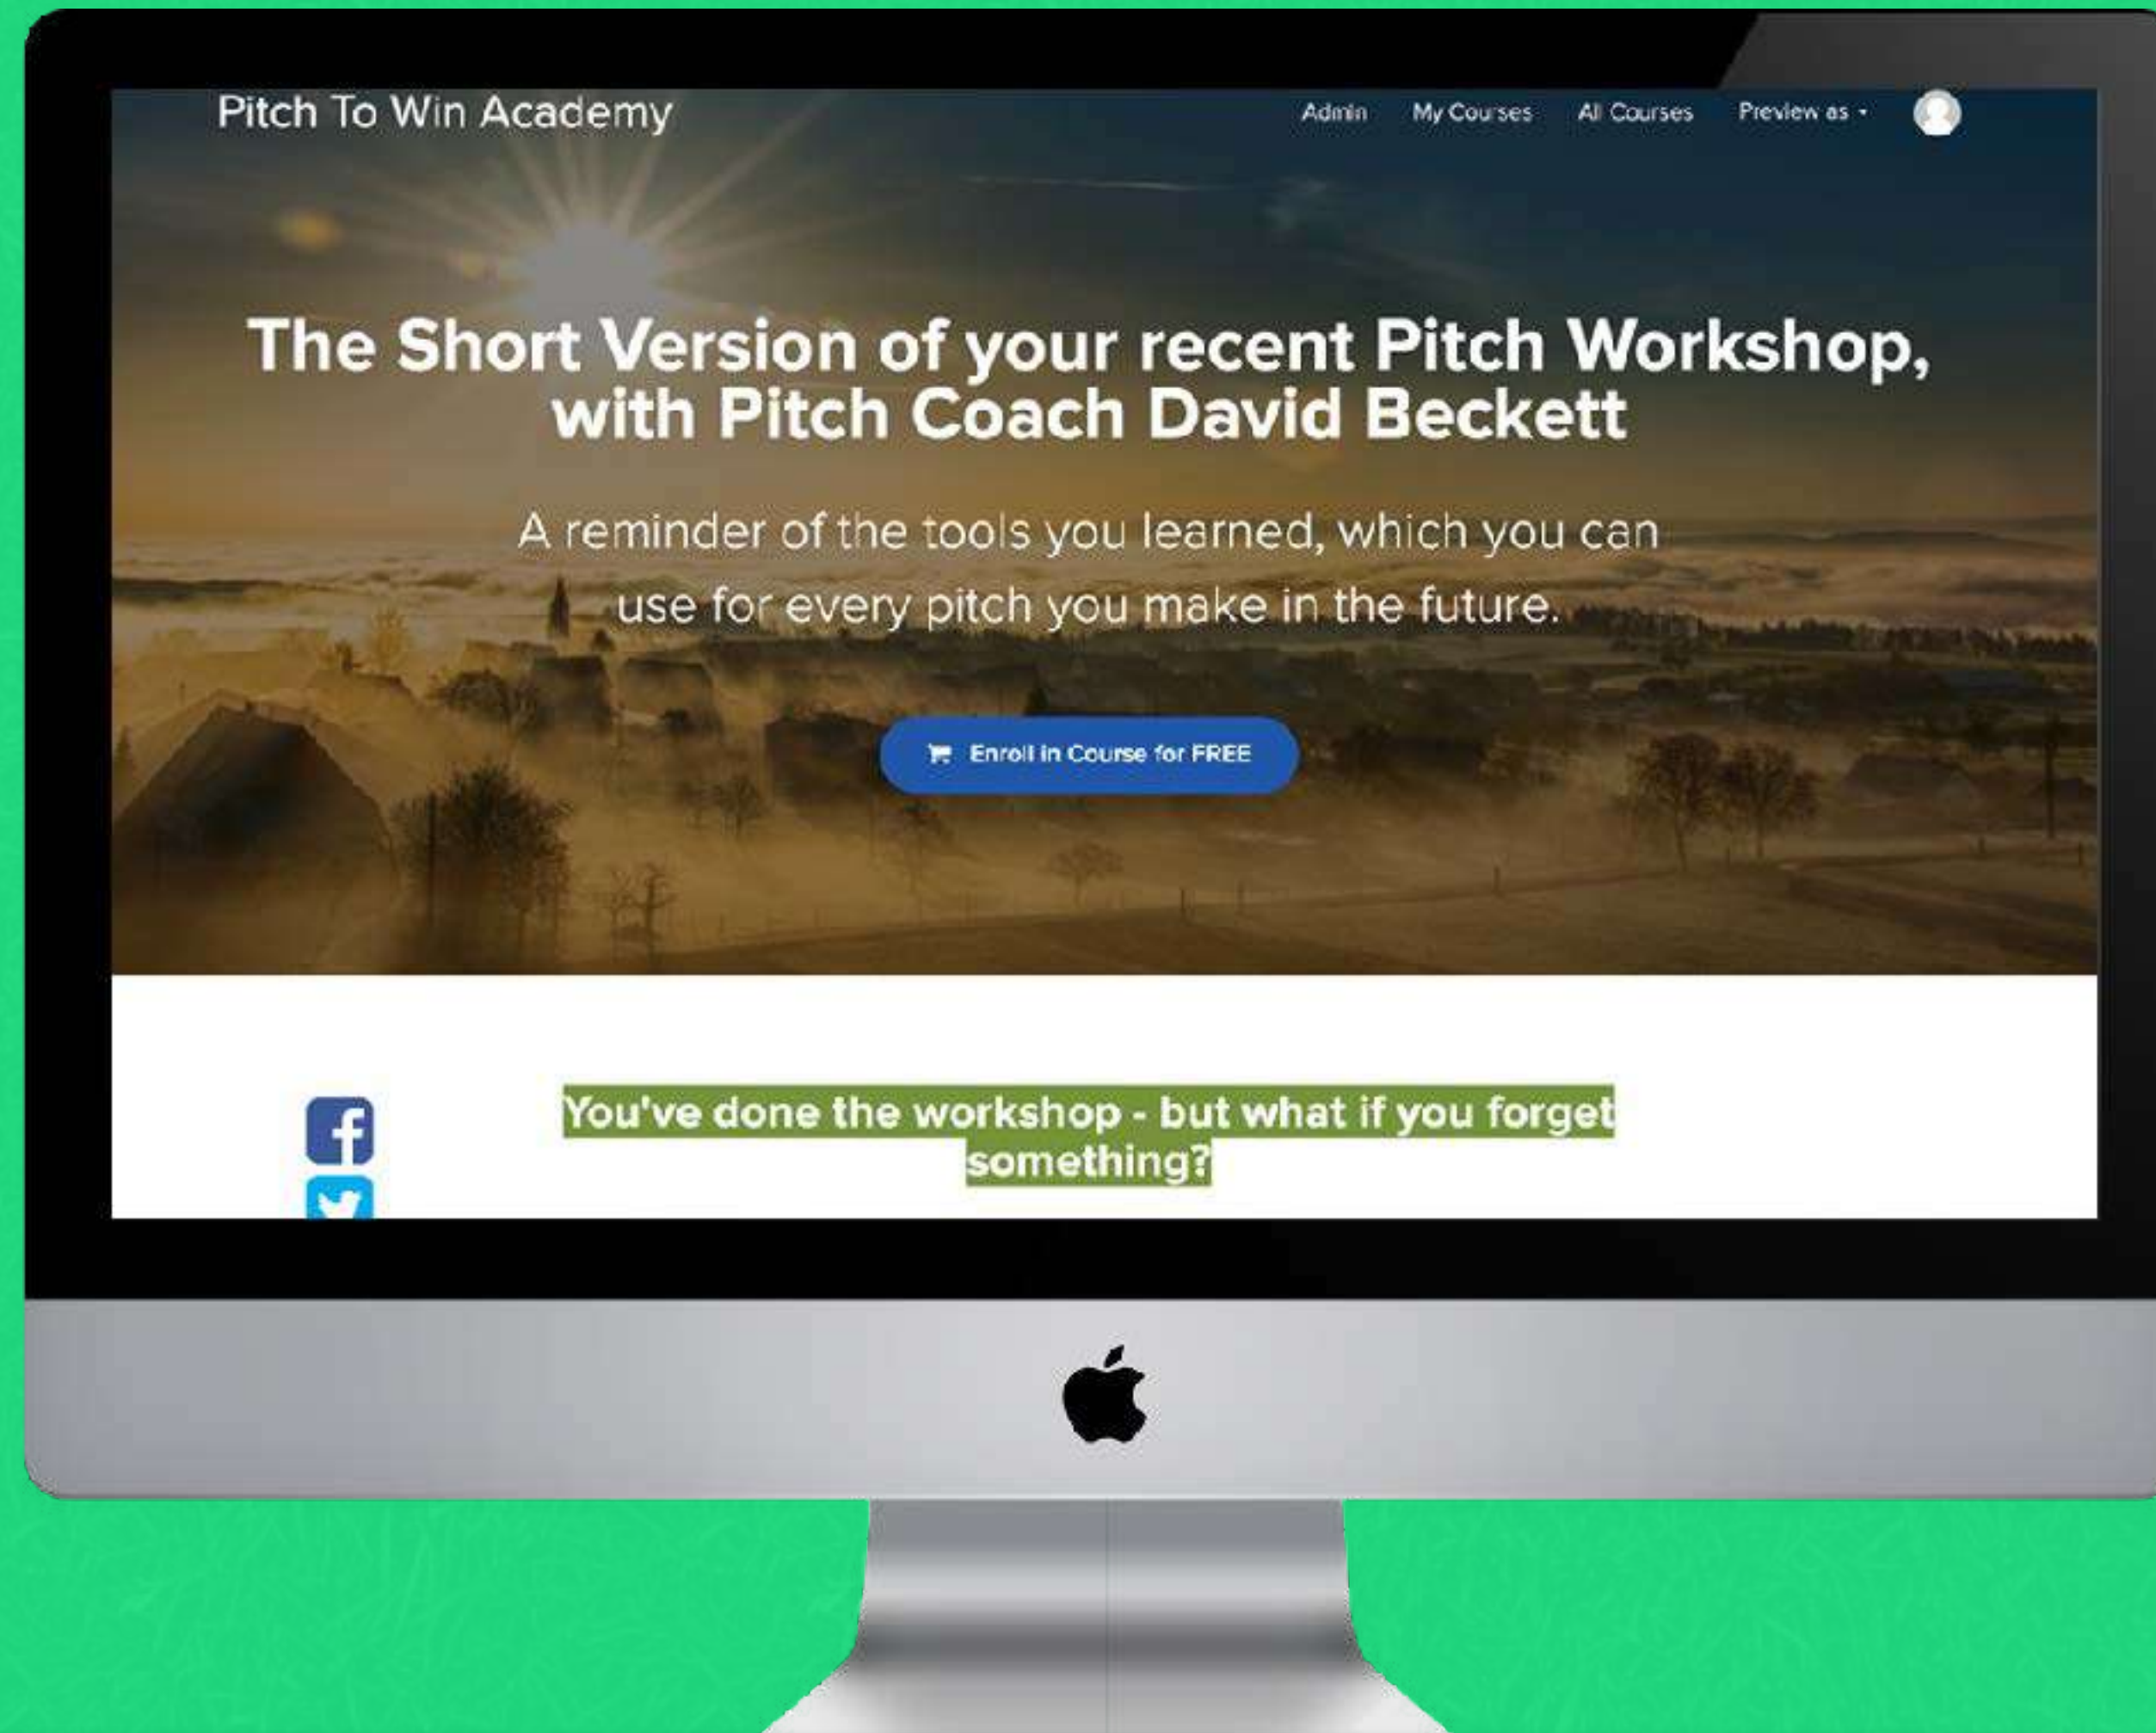 Pitch To Win Academy
Admin My Courses All Courses Preview as
The Short Version of your recent Pitch Workshop,
with Pitch Coach David Beckett
A reminder of the tools you learned, which you can
use for every pitch you make in the future.
Enroll in Course for FREE
You've done the workshop - but what if you forget
something?